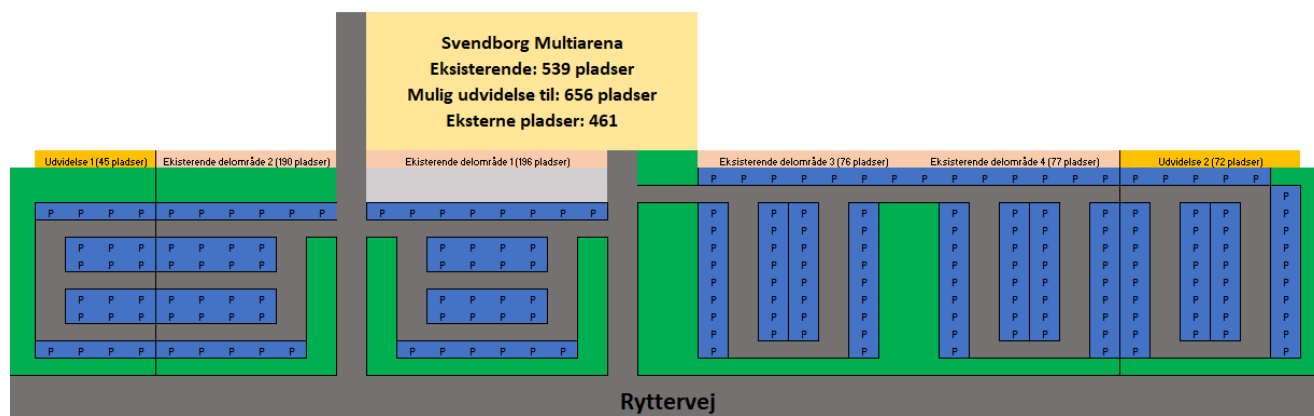 Svendborg Multiarena
Eksisterende: 539 pladser
Mulig udvidelse til: 656 pladser
Eksterne pladser: 461
Udvidelse 1 (45 pladser) Ekisterende delområde 2 (190 pladser) Ekisterende delområde 1 (196 pladser) Eksisterende delområde 3 (76 pladser) Eksisterende delområde 4 (77 pladser) Udvidelse 2 (72 pladser)
P P P P P P P P P P P P P P P P P P P
P
P P P P P P P P P P P P P P P P P P P P P P P P P P P P P P
P P P P P P P P P P P P
P P P P P P P P P P P P P P P P P P P P P P P
P P P P P P P P P P P P P P P P P P P P P P P
P P P P P P P P P P P P
P P P P P P P P P P P P P P P P P P P P P P P
P P P P P P P P P P P P P P P P P P P P P P P
P P P P P P P P P P P P
P P P P P P P P P P P P P P P P P P P P P
Ryttervej